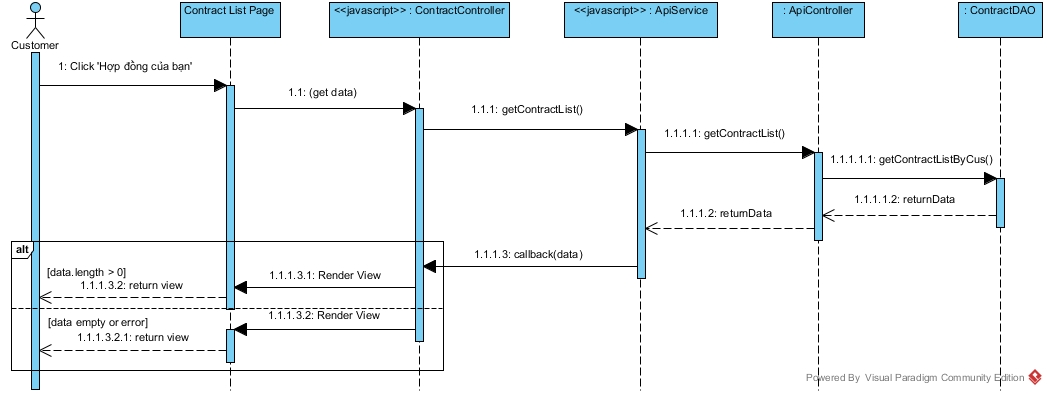 Contract List Page
<<javascript>> : ContractController
<<javascript>> : ApiService
: ApiController
: ContractDAO
Customer
1: Click 'Hợp đồng của bạn'
1.1: (get data)
1.1.1: getContractList()
1.1.1.1: getContractList()
1.1.1.1.1: getContractListByCus()
1.1.1.1.2: returnData
1.1.1.2: returnData
alt
1.1.1.3: callback(data)
[data.length > 0]
1.1.1.3.1: Render View
1.1.1.3.2: return view
[data empty or error]
1.1.1.3.2: Render View
1.1.1.3.2.1: return view
Powered By Visual Paradigm Community Edition